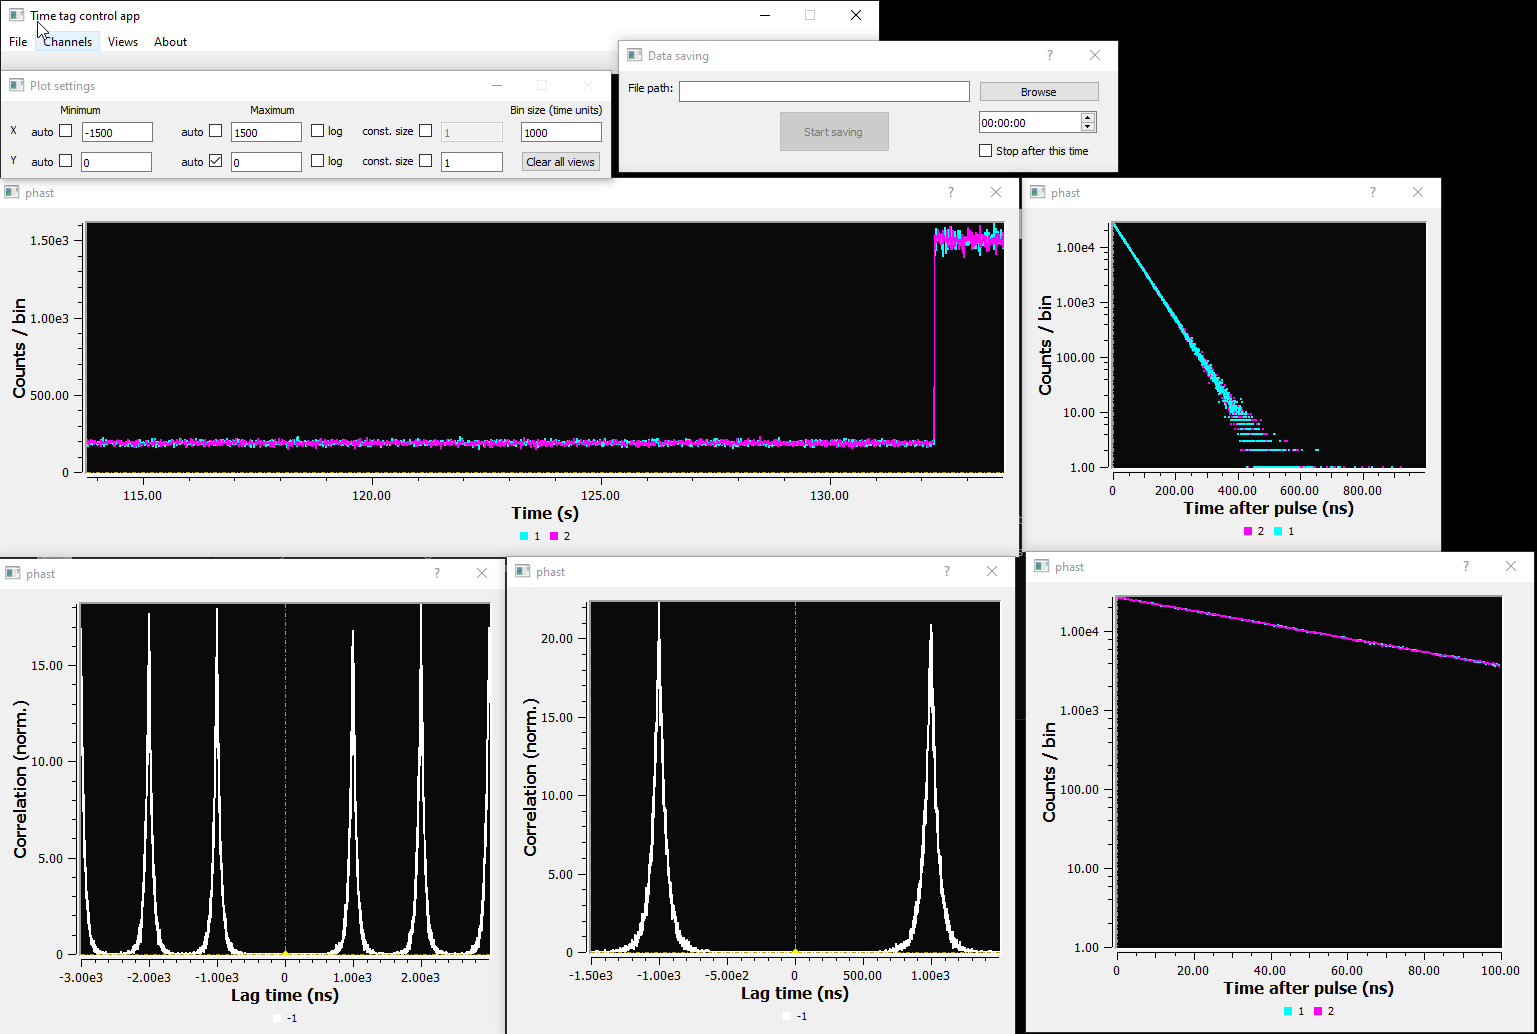 Time tag control app
File Channels Views About
Plot settings
Minimum Maximum Bin size (time units)
X auto -1500 auto 1500 log const. size 1 1000
Y auto 0 auto 0 log const. size 1 Clear all views
Data saving ?
File path: Browse
Start saving 00:00:00
Stop after this time
phast ?
Counts / bin
1.50e3
1.00e3
500.00
0
115.00 120.00 125.00 130.00
Time (s)
1 2
phast ?
Counts / bin
1.00e4
1.00e3
100.00
10.00
1.00
0 200.00 400.00 600.00 800.00
Time after pulse (ns)
2 1
phast ?
Correlation (norm.)
15.00
10.00
5.00
0
-3.00e3 -2.00e3 -1.00e3 0 1.00e3 2.00e3
Lag time (ns)
-1
phast ?
Correlation (norm.)
20.00
15.00
10.00
5.00
0
-1.50e3 -1.00e3 -5.00e2 0 500.00 1.00e3
Lag time (ns)
-1
phast ?
Counts / bin
1.00e4
1.00e3
100.00
10.00
1.00
0 20.00 40.00 60.00 80.00 100.00
Time after pulse (ns)
1 2